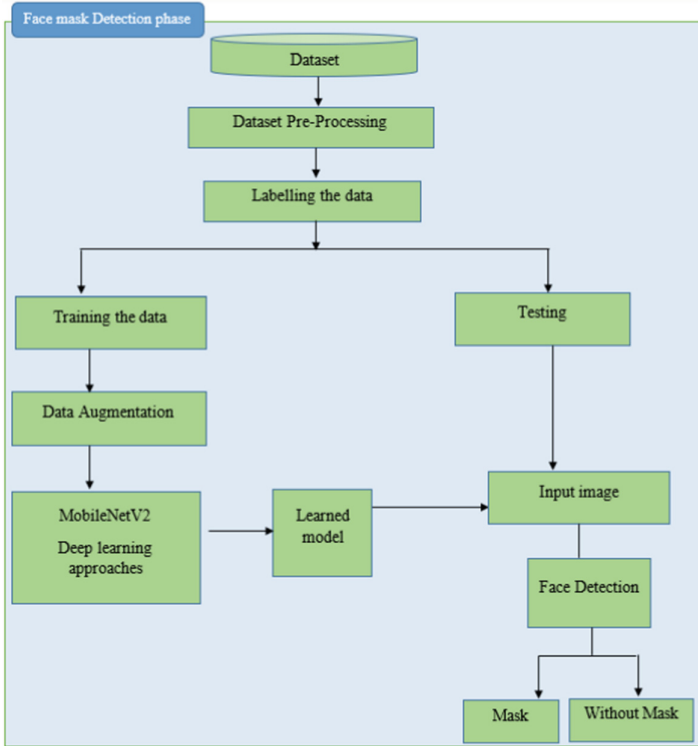 Face mask Detection phase
Dataset
Dataset Pre-Processing
Labelling the data
Training the data
Testing
Data Augmentation
Input image
MobileNetV2
Deep learning
approaches
Learned
model
Face Detection
Mask
Without Mask